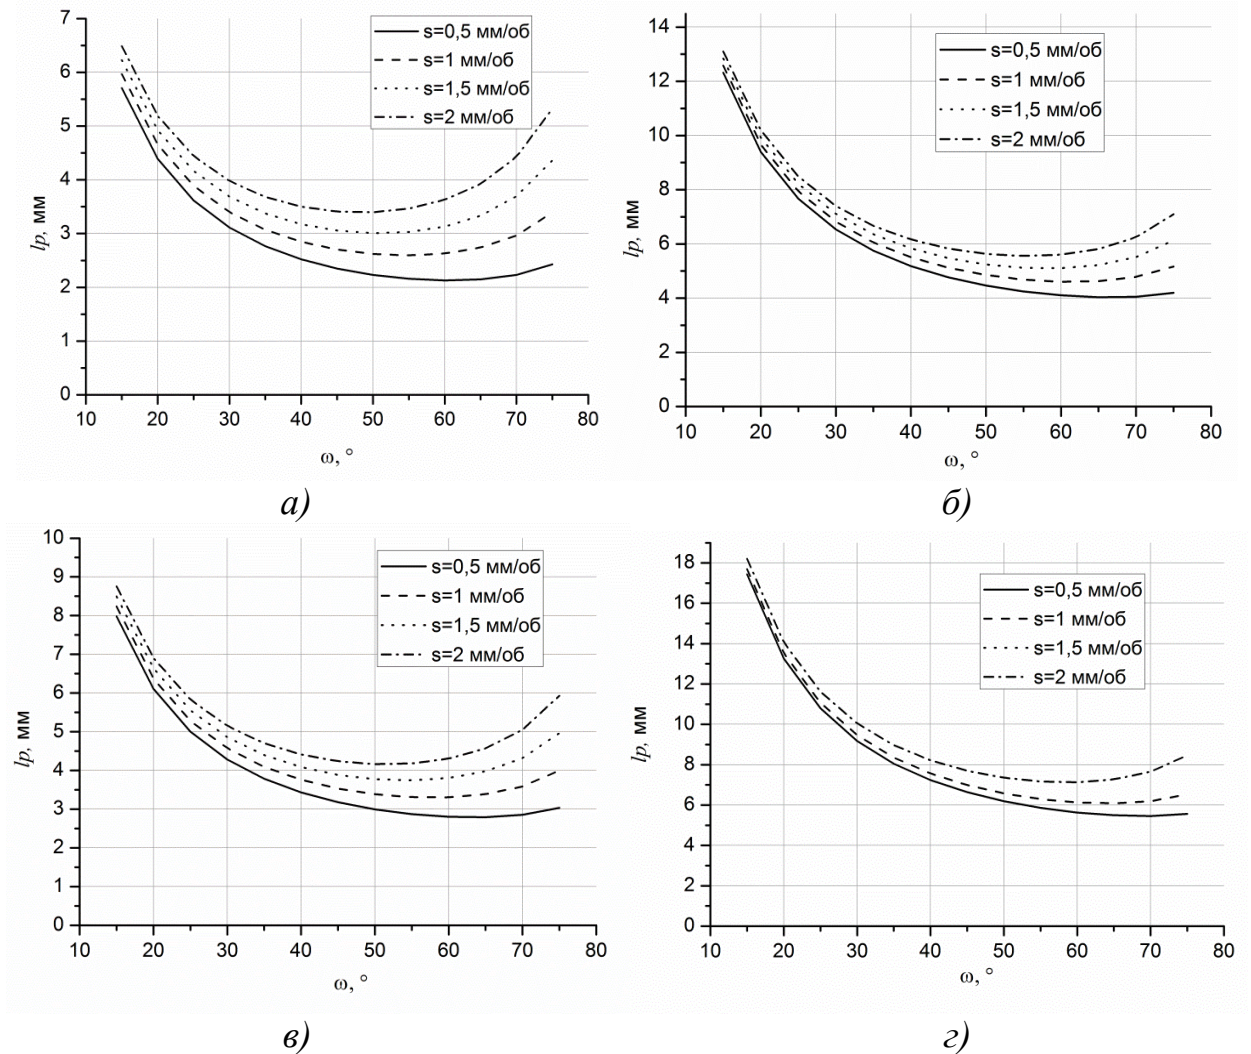 7
6
5
4
3
2
1
0
10 20 30 40 50 60 70 80
lp, мм
ω, °
s=0,5 мм/об
s=1 мм/об
s=1,5 мм/об
s=2 мм/об
а)
14
12
10
8
6
4
2
0
10 20 30 40 50 60 70 80
lp, мм
ω, °
s=0,5 мм/об
s=1 мм/об
s=1,5 мм/об
s=2 мм/об
б)
10
9
8
7
6
5
4
3
2
1
0
10 20 30 40 50 60 70 80
lp, мм
ω, °
s=0,5 мм/об
s=1 мм/об
s=1,5 мм/об
s=2 мм/об
в)
18
16
14
12
10
8
6
4
2
0
10 20 30 40 50 60 70 80
lp, мм
ω, °
s=0,5 мм/об
s=1 мм/об
s=1,5 мм/об
s=2 мм/об
г)